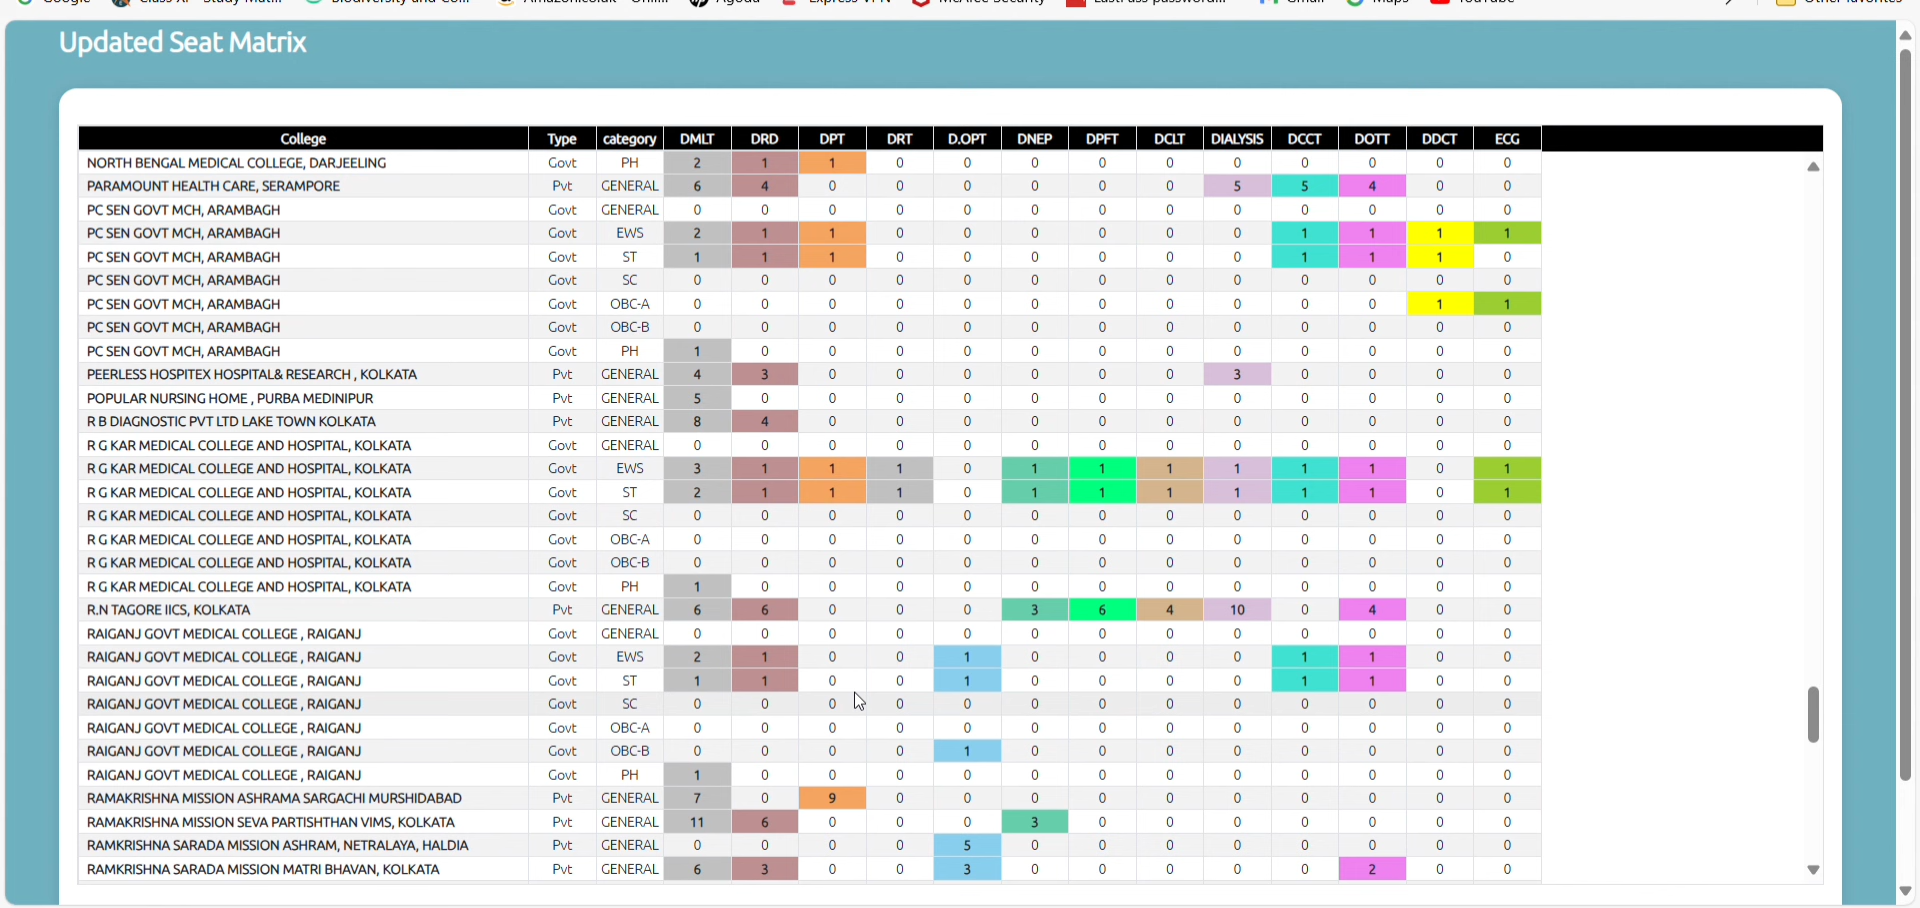 Updated Seat Matrix
College Type category DMLT DRD DPT DRT D.OPT DNEP DPFT DCLT DIALYSIS DCCT DOTT DDCT ECG
NORTH BENGAL MEDICAL COLLEGE, DARJEELING Govt PH 2 1 1 0 0 0 0 0 0 0 0 0 0
PARAMOUNT HEALTH CARE, SERAMPORE Pvt GENERAL 6 4 0 0 0 0 0 0 5 5 4 0 0
PC SEN GOVT MCH, ARAMBAGH Govt GENERAL 0 0 0 0 0 0 0 0 0 0 0 0 0
PC SEN GOVT MCH, ARAMBAGH Govt EWS 2 1 1 0 0 0 0 0 0 1 1 1 1
PC SEN GOVT MCH, ARAMBAGH Govt ST 1 1 1 0 0 0 0 0 0 1 1 1 0
PC SEN GOVT MCH, ARAMBAGH Govt SC 0 0 0 0 0 0 0 0 0 0 0 0 0
PC SEN GOVT MCH, ARAMBAGH Govt OBC-A 0 0 0 0 0 0 0 0 0 0 0 1 1
PC SEN GOVT MCH, ARAMBAGH Govt OBC-B 0 0 0 0 0 0 0 0 0 0 0 0 0
PC SEN GOVT MCH, ARAMBAGH Govt PH 1 0 0 0 0 0 0 0 0 0 0 0 0
PEERLESS HOSPITEX HOSPITAL& RESEARCH , KOLKATA Pvt GENERAL 4 3 0 0 0 0 0 0 3 0 0 0 0
POPULAR NURSING HOME , PURBA MEDINIPUR Pvt GENERAL 5 0 0 0 0 0 0 0 0 0 0 0 0
R B DIAGNOSTIC PVT LTD LAKE TOWN KOLKATA Pvt GENERAL 8 4 0 0 0 0 0 0 0 0 0 0 0
R G KAR MEDICAL COLLEGE AND HOSPITAL, KOLKATA Govt GENERAL 0 0 0 0 0 0 0 0 0 0 0 0 0
R G KAR MEDICAL COLLEGE AND HOSPITAL, KOLKATA Govt EWS 3 1 1 1 0 1 1 1 1 1 1 0 1
R G KAR MEDICAL COLLEGE AND HOSPITAL, KOLKATA Govt ST 2 1 1 1 0 1 1 1 1 1 1 0 1
R G KAR MEDICAL COLLEGE AND HOSPITAL, KOLKATA Govt SC 0 0 0 0 0 0 0 0 0 0 0 0 0
R G KAR MEDICAL COLLEGE AND HOSPITAL, KOLKATA Govt OBC-A 0 0 0 0 0 0 0 0 0 0 0 0 0
R G KAR MEDICAL COLLEGE AND HOSPITAL, KOLKATA Govt OBC-B 0 0 0 0 0 0 0 0 0 0 0 0 0
R G KAR MEDICAL COLLEGE AND HOSPITAL, KOLKATA Govt PH 1 0 0 0 0 0 0 0 0 0 0 0 0
R.N TAGORE IICS, KOLKATA Pvt GENERAL 6 6 0 0 0 3 6 4 10 0 4 0 0
RAIGANJ GOVT MEDICAL COLLEGE , RAIGANJ Govt GENERAL 0 0 0 0 0 0 0 0 0 0 0 0 0
RAIGANJ GOVT MEDICAL COLLEGE , RAIGANJ Govt EWS 2 1 0 0 1 0 0 0 0 1 1 0 0
RAIGANJ GOVT MEDICAL COLLEGE , RAIGANJ Govt ST 1 1 0 0 1 0 0 0 0 1 1 0 0
RAIGANJ GOVT MEDICAL COLLEGE , RAIGANJ Govt SC 0 0 0 0 0 0 0 0 0 0 0 0 0
RAIGANJ GOVT MEDICAL COLLEGE , RAIGANJ Govt OBC-A 0 0 0 0 0 0 0 0 0 0 0 0 0
RAIGANJ GOVT MEDICAL COLLEGE , RAIGANJ Govt OBC-B 0 0 0 0 1 0 0 0 0 0 0 0 0
RAIGANJ GOVT MEDICAL COLLEGE , RAIGANJ Govt PH 1 0 0 0 0 0 0 0 0 0 0 0 0
RAMAKRISHNA MISSION ASHRAMA SARGACHI MURSHIDABAD Pvt GENERAL 7 0 9 0 0 0 0 0 0 0 0 0 0
RAMAKRISHNA MISSION SEVA PARTISHTHAN VIMS, KOLKATA Pvt GENERAL 11 6 0 0 0 3 0 0 0 0 0 0 0
RAMKRISHNA SARADA MISSION ASHRAM, NETRALAYA, HALDIA Pvt GENERAL 0 0 0 0 5 0 0 0 0 0 0 0 0
RAMKRISHNA SARADA MISSION MATRI BHAVAN, KOLKATA Pvt GENERAL 6 3 0 0 3 0 0 0 0 0 2 0 0